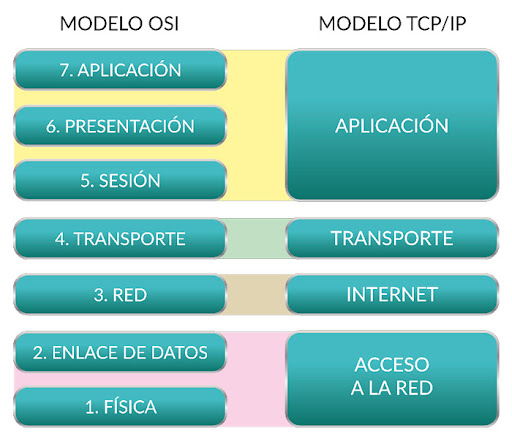 MODELO OSI
MODELO TCP/IP
7. APLICACIÓN
6. PRESENTACIÓN
5. SESIÓN
APLICACIÓN
4. TRANSPORTE
TRANSPORTE
3. RED
INTERNET
2. ENLACE DE DATOS
1. FÍSICA
ACCESO
A LA RED